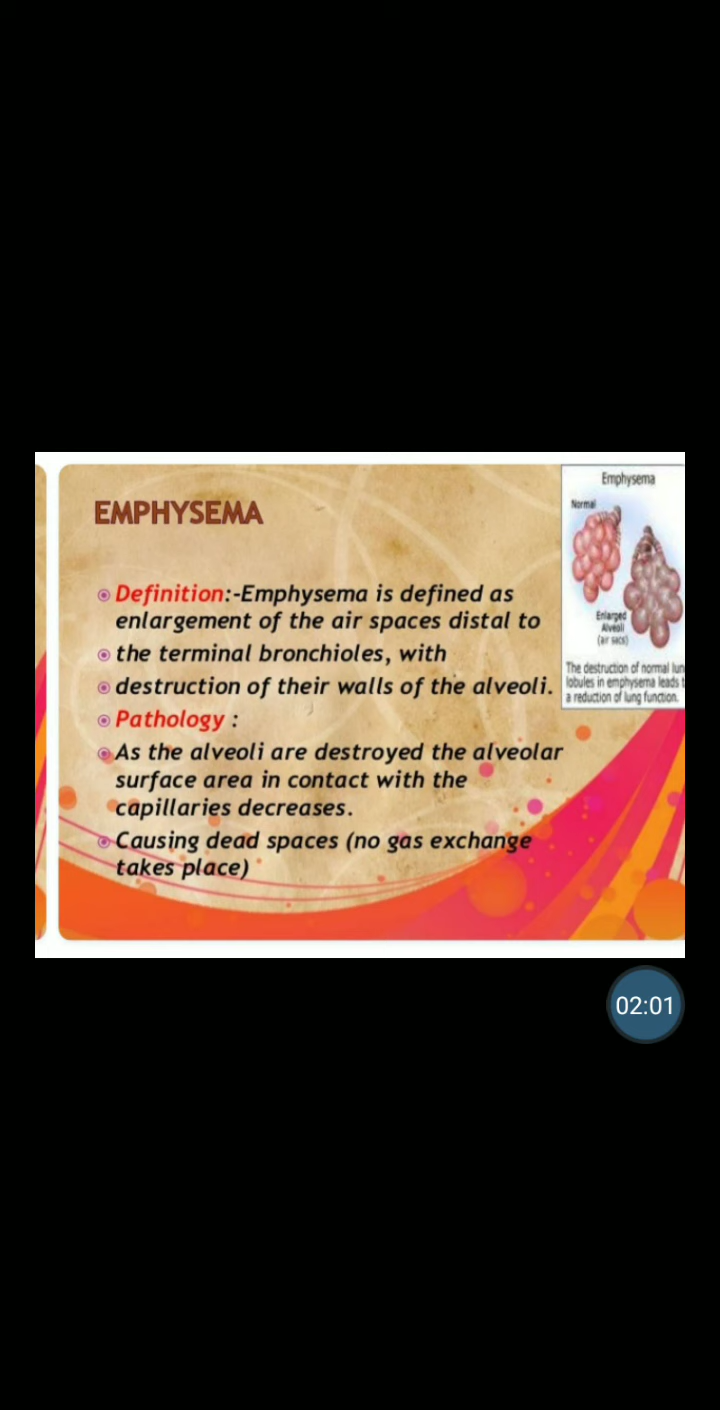 EMPHYSEMA
Definition:-Emphysema is defined as
enlargement of the air spaces distal to
the terminal bronchioles, with
destruction of their walls of the alveoli.
Pathology :
As the alveoli are destroyed the alveolar
surface area in contact with the
capillaries decreases.
Causing dead spaces (no gas exchange
takes place)
Emphysema
Normal
Enlarged
Alveoli
(air sacs)
The destruction of normal
lobules in emphysema leads
a reduction of lung function.
02:01